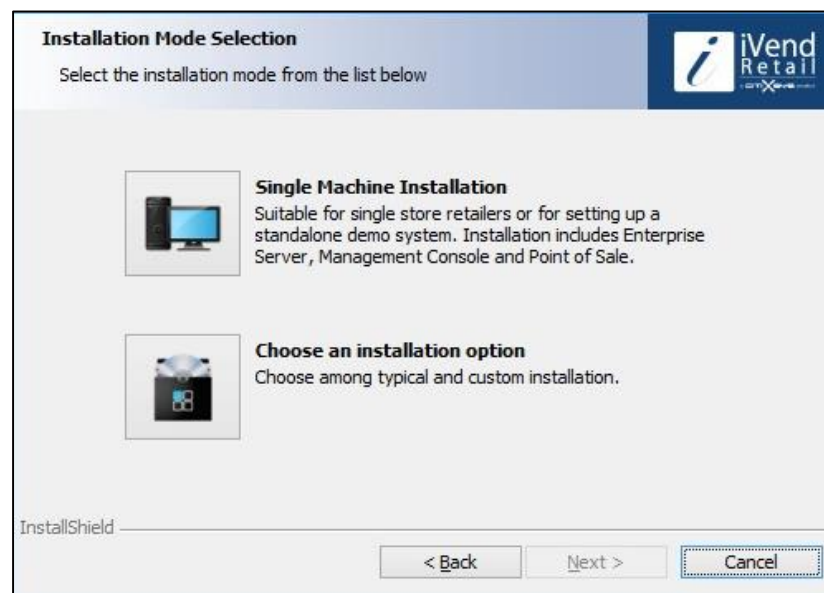 Installation Mode Selection
Select the installation mode from the list below
iVend
Retail
Single Machine Installation
Suitable for single store retailers or for setting up a
standalone demo system. Installation includes Enterprise
Server, Management Console and Point of Sale.
Choose an installation option
Choose among typical and custom installation.
InstallShield
< Back
Next >
Cancel